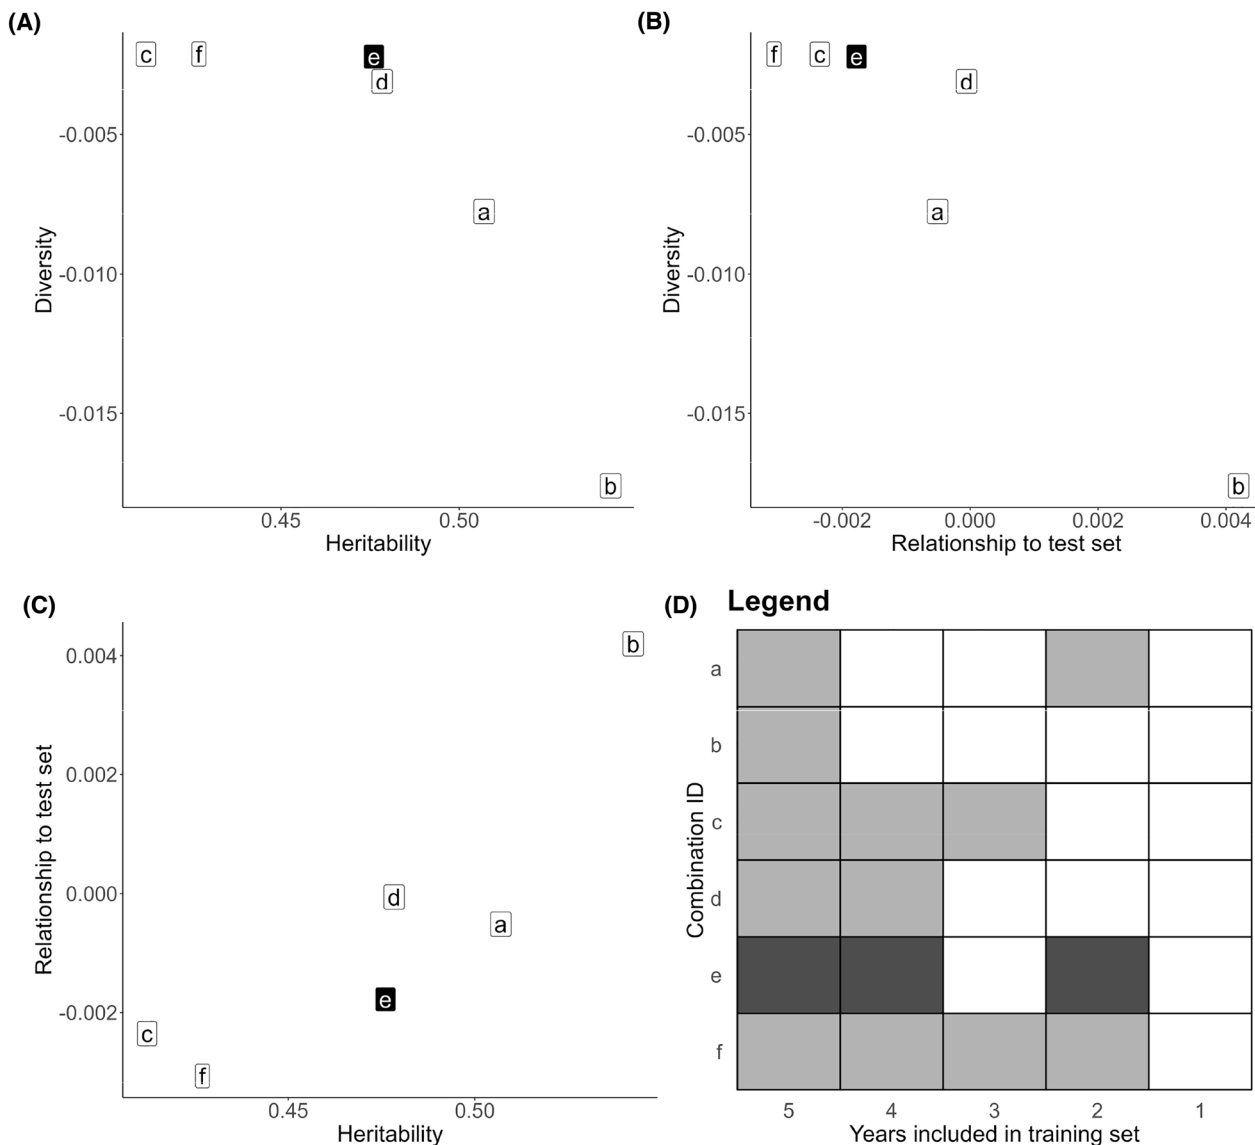 (A)
c
f
e
d
a
b
-0.005
-0.010
-0.015
Diversity
0.45
0.50
Heritability
(B)
f
c
e
d
a
b
-0.005
-0.010
-0.015
Diversity
-0.002
0.000
0.002
0.004
Relationship to test set
(C)
b
d
a
e
c
f
0.004
0.002
0.000
-0.002
Relationship to test set
0.45
0.50
Heritability
(D)
Legend
a
b
c
d
e
f
Combination ID
5
4
3
2
1
Years included in training set